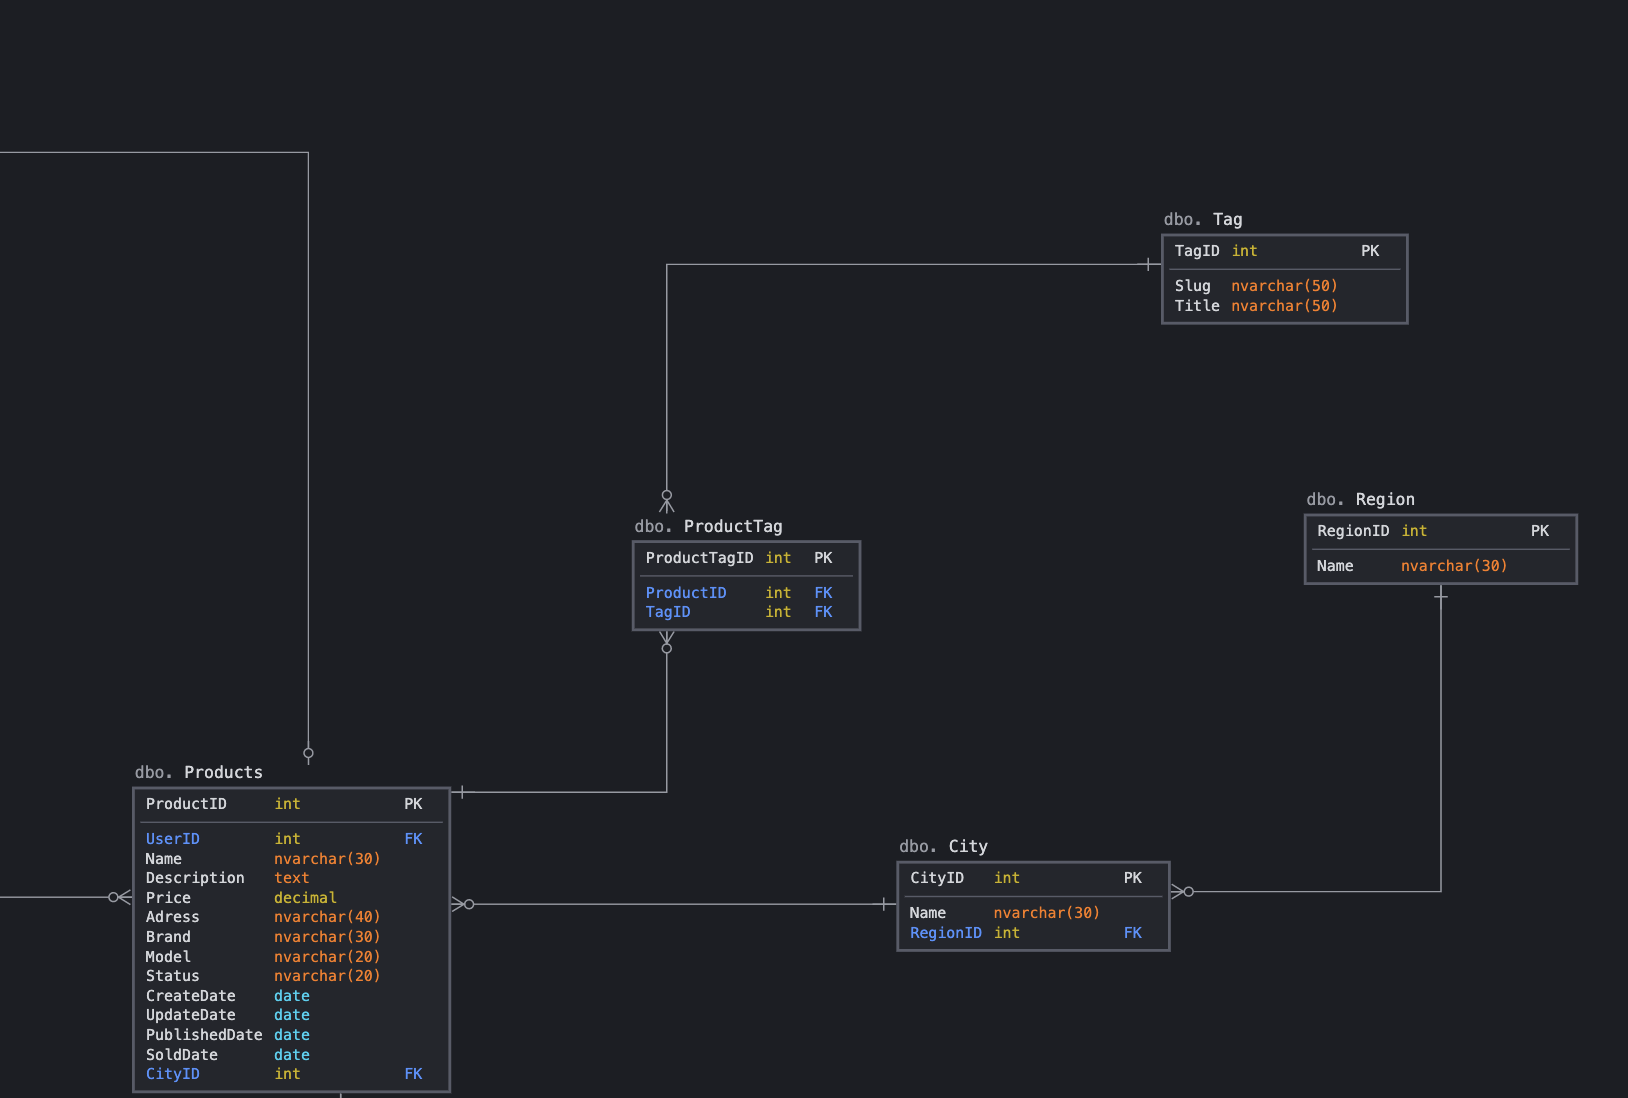 dbo. Tag
TagID int PK
Slug nvarchar(50)
Title nvarchar(50)
dbo. Region
RegionID int PK
Name nvarchar(30)
dbo. ProductTag
ProductTagID int PK
ProductID int FK
TagID int FK
dbo. Products
ProductID int PK
UserID int FK
Name nvarchar(30)
Description text
Price decimal
Adress nvarchar(40)
Brand nvarchar(30)
Model nvarchar(20)
Status nvarchar(20)
CreateDate date
UpdateDate date
PublishedDate date
SoldDate date
CityID int FK
dbo. City
CityID int PK
Name nvarchar(30)
RegionID int FK